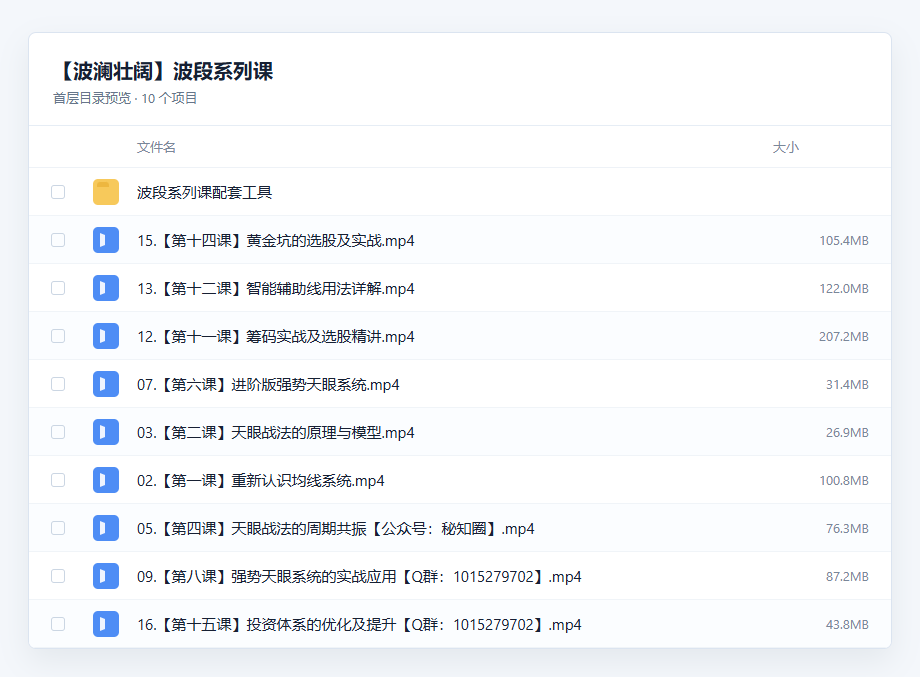 【波澜壮阔】波段系列课
首层目录预览 · 10 个项目
文件名 大小
波段系列课配套工具
15.【第十四课】黄金坑的选股及实战.mp4 105.4MB
13.【第十二课】智能辅助线用法详解.mp4 122.0MB
12.【第十一课】筹码实战及选股精讲.mp4 207.2MB
07.【第六课】进阶版强势天眼系统.mp4 31.4MB
03.【第二课】天眼战法的原理与模型.mp4 26.9MB
02.【第一课】重新认识均线系统.mp4 100.8MB
05.【第四课】天眼战法的周期共振【公众号：秘知圈】.mp4 76.3MB
09.【第八课】强势天眼系统的实战应用【Q群：1015279702】.mp4 87.2MB
16.【第十五课】投资体系的优化及提升【Q群：1015279702】.mp4 43.8MB